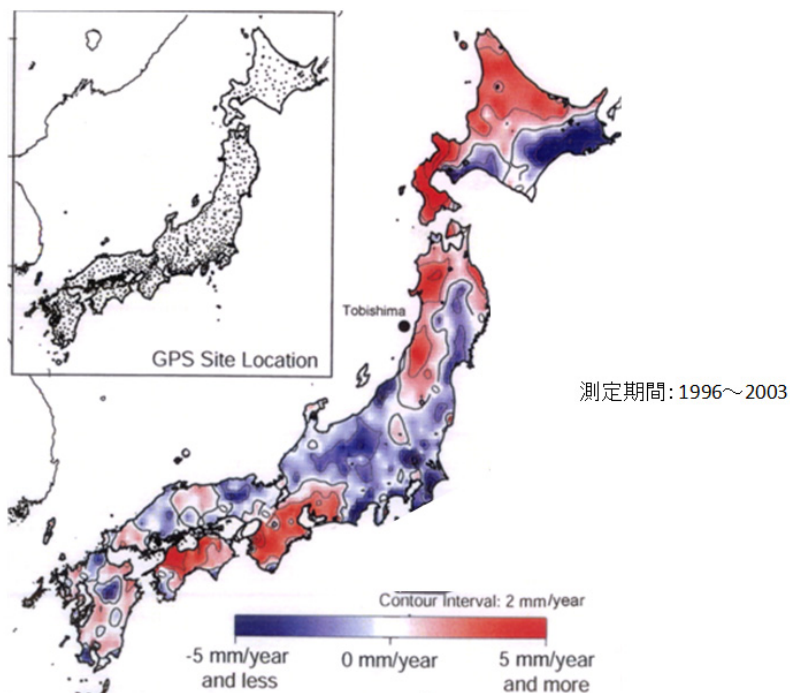 GPS Site Location
Tobishima
測定期間：1996～2003
Contour Interval: 2 mm/year
-5 mm/year
and less
0 mm/year
5 mm/year
and more